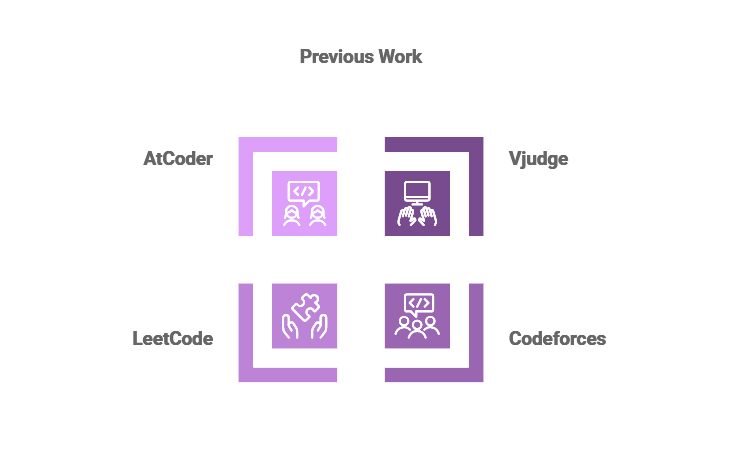 Previous Work
AtCoder
Vjudge
LeetCode
Codeforces